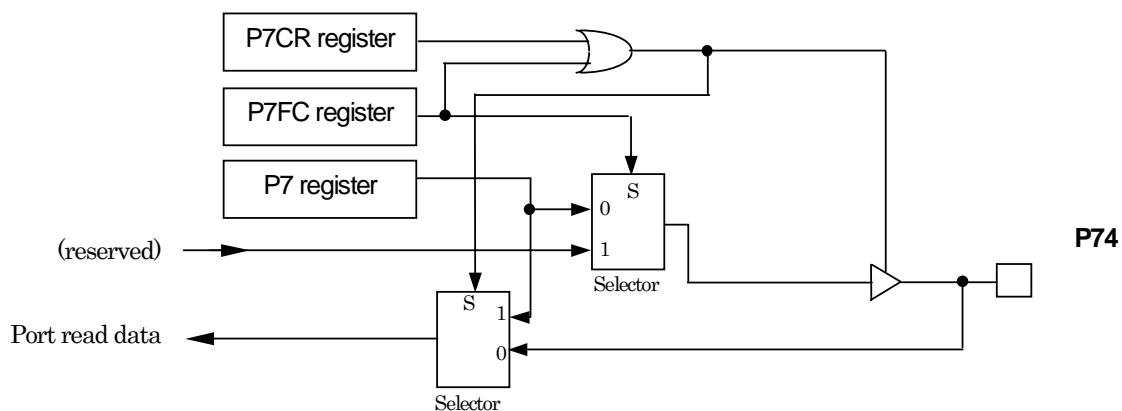 P7CR register
P7FC register
P7 register
S
0
(reserved)
1
P74
Selector
S
1
Port read data
0
Selector